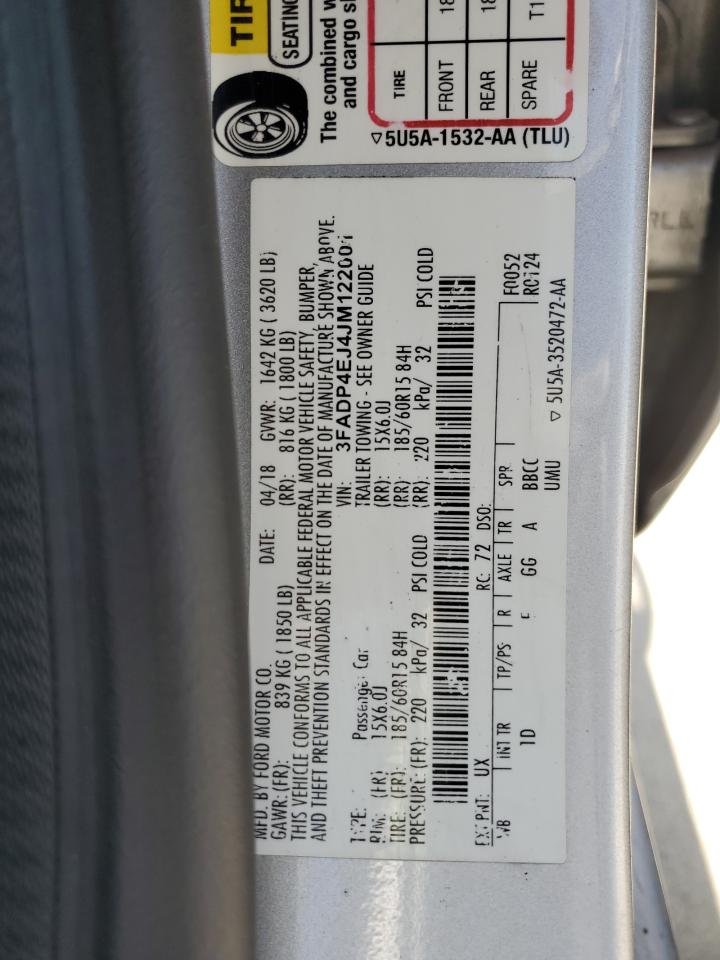 TIR
SEATING
The combined w
and cargo s
TIRE
FRONT 18
REAR 18
SPARE T1
▽5U5A-1532-AA (TLU)
MFD. BY FORD MOTOR CO.
DATE: 04/18 GVWR: 1642 KG ( 3620 LB)
GAWR: (FR): 839 KG ( 1850 LB) (RR): 816 KG ( 1800 LB)
THIS VEHICLE CONFORMS TO ALL APPLICABLE FEDERAL MOTOR VEHICLE SAFETY, BUMPER,
AND THEFT PREVENTION STANDARDS IN EFFECT ON THE DATE OF MANUFACTURE SHOWN ABOVE.
VIN: 3FADP4EJ4JM122001
TYPE: Passenger Car TRAILER TOWING - SEE OWNER GUIDE
RIM: (FR) 15X6.0J (RR): 15X6.0J
TIRE: (FR): 185/60R15 84H (RR): 185/60R15 84H
PRESSURE: (FR): 220 kPa/ 32 PSI COLD (RR): 220 kPa/ 32 PSI COLD
EXT PNT: UX RC: 72 DSO: F0052
WB INT TR TP/PS R AXLE TR SPR RC124
1D GG A BBCC
UMU
▽ 5U5A-3520472-AA